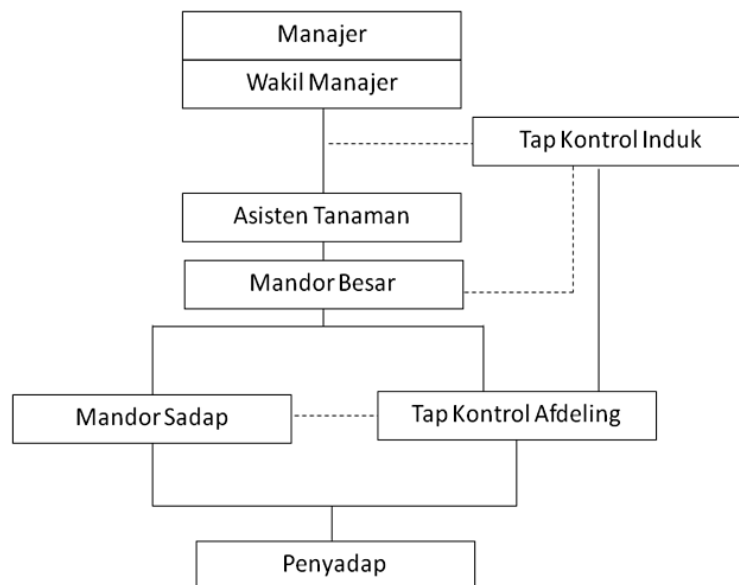 Manajer
Wakil Manajer
Tap Kontrol Induk
Asisten Tanaman
Mandor Besar
Mandor Sadap
Tap Kontrol Afdeling
Penyadap